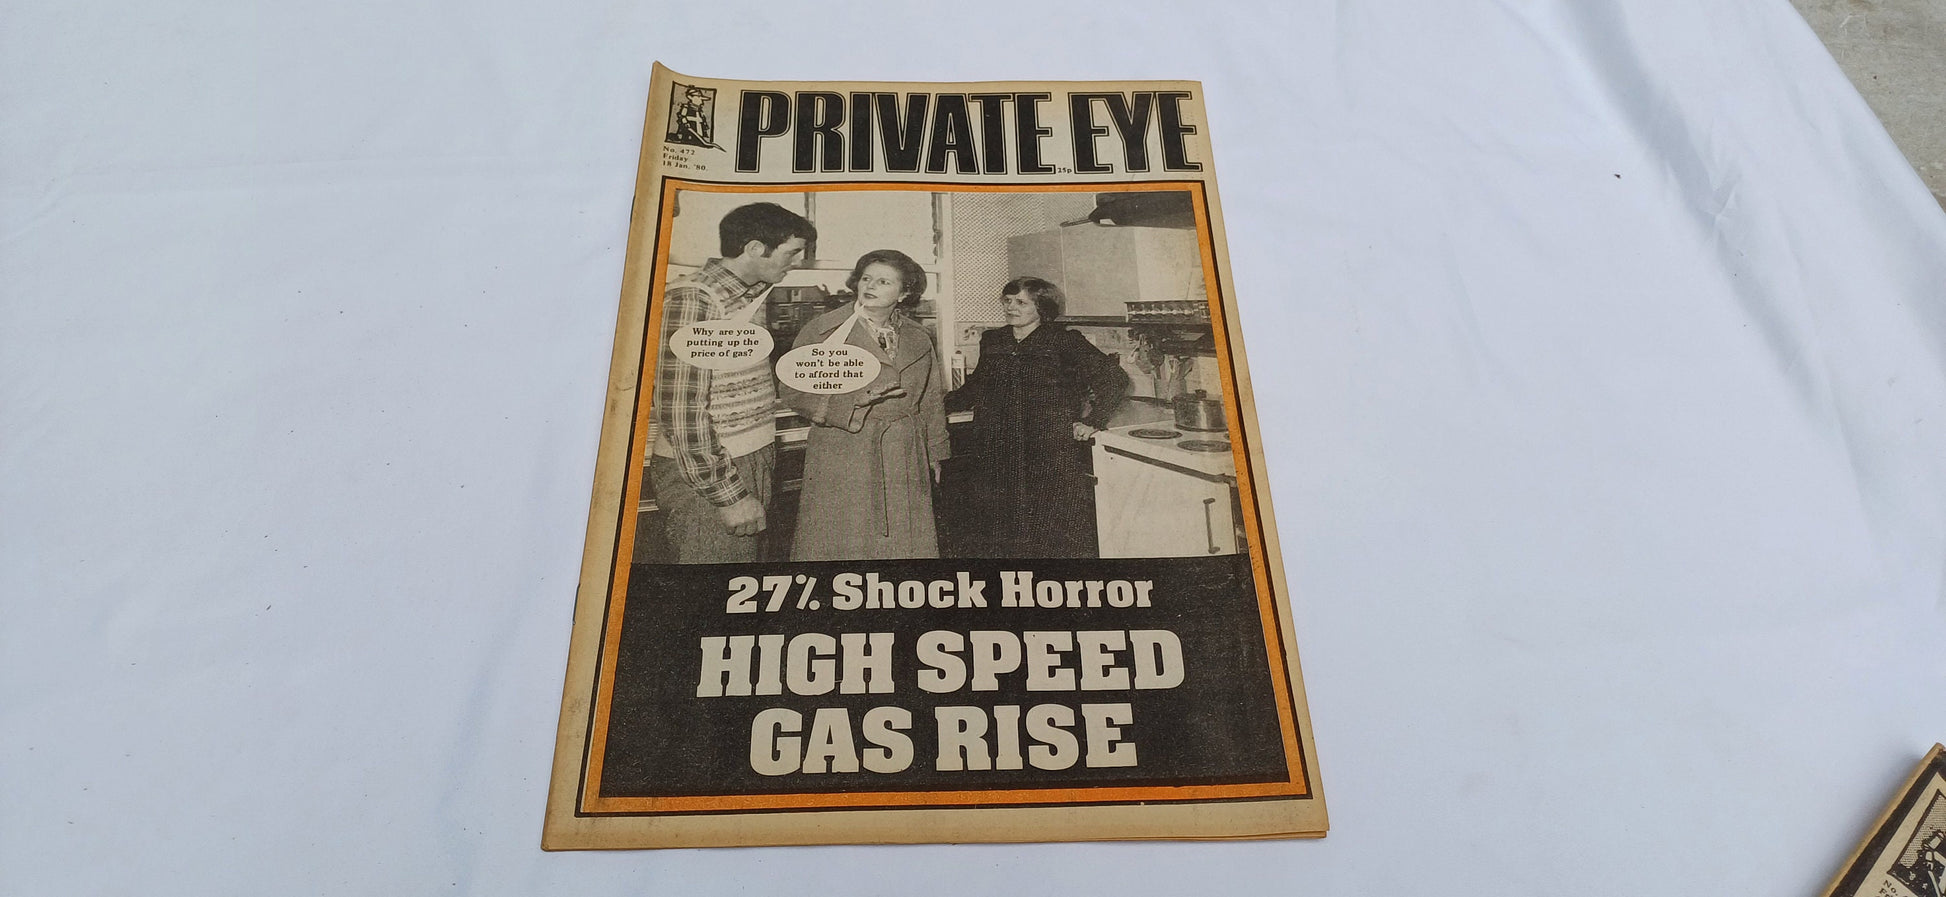 PRIVATE EYE
No. 472
Friday
18 Jan. '80.
25p
Why are you
putting up the
price of gas?
So you
won't be able
to afford that
either
27% Shock Horror
HIGH SPEED
GAS RISE
No.